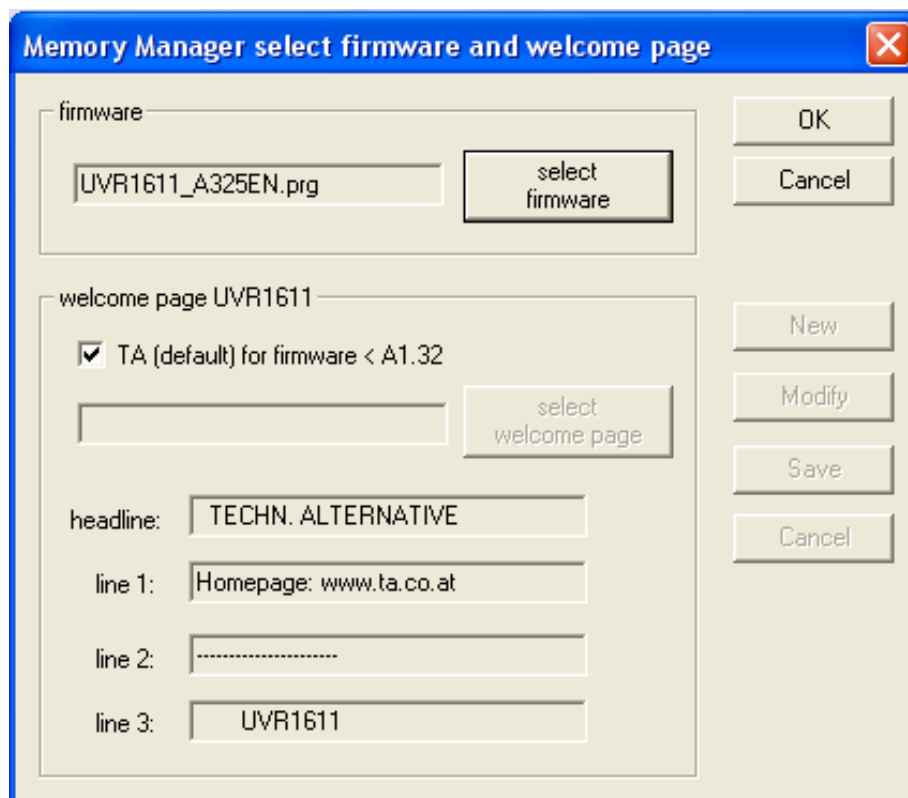 Memory Manager select firmware and welcome page
firmware
UVR1611_A325EN.prg
select
firmware
OK
Cancel
welcome page UVR1611
TA (default) for firmware < A1.32
select
welcome page
New
Modify
Save
Cancel
headline: TECHN. ALTERNATIVE
line 1: Homepage: www.ta.co.at
line 2: ----------------------
line 3: UVR1611